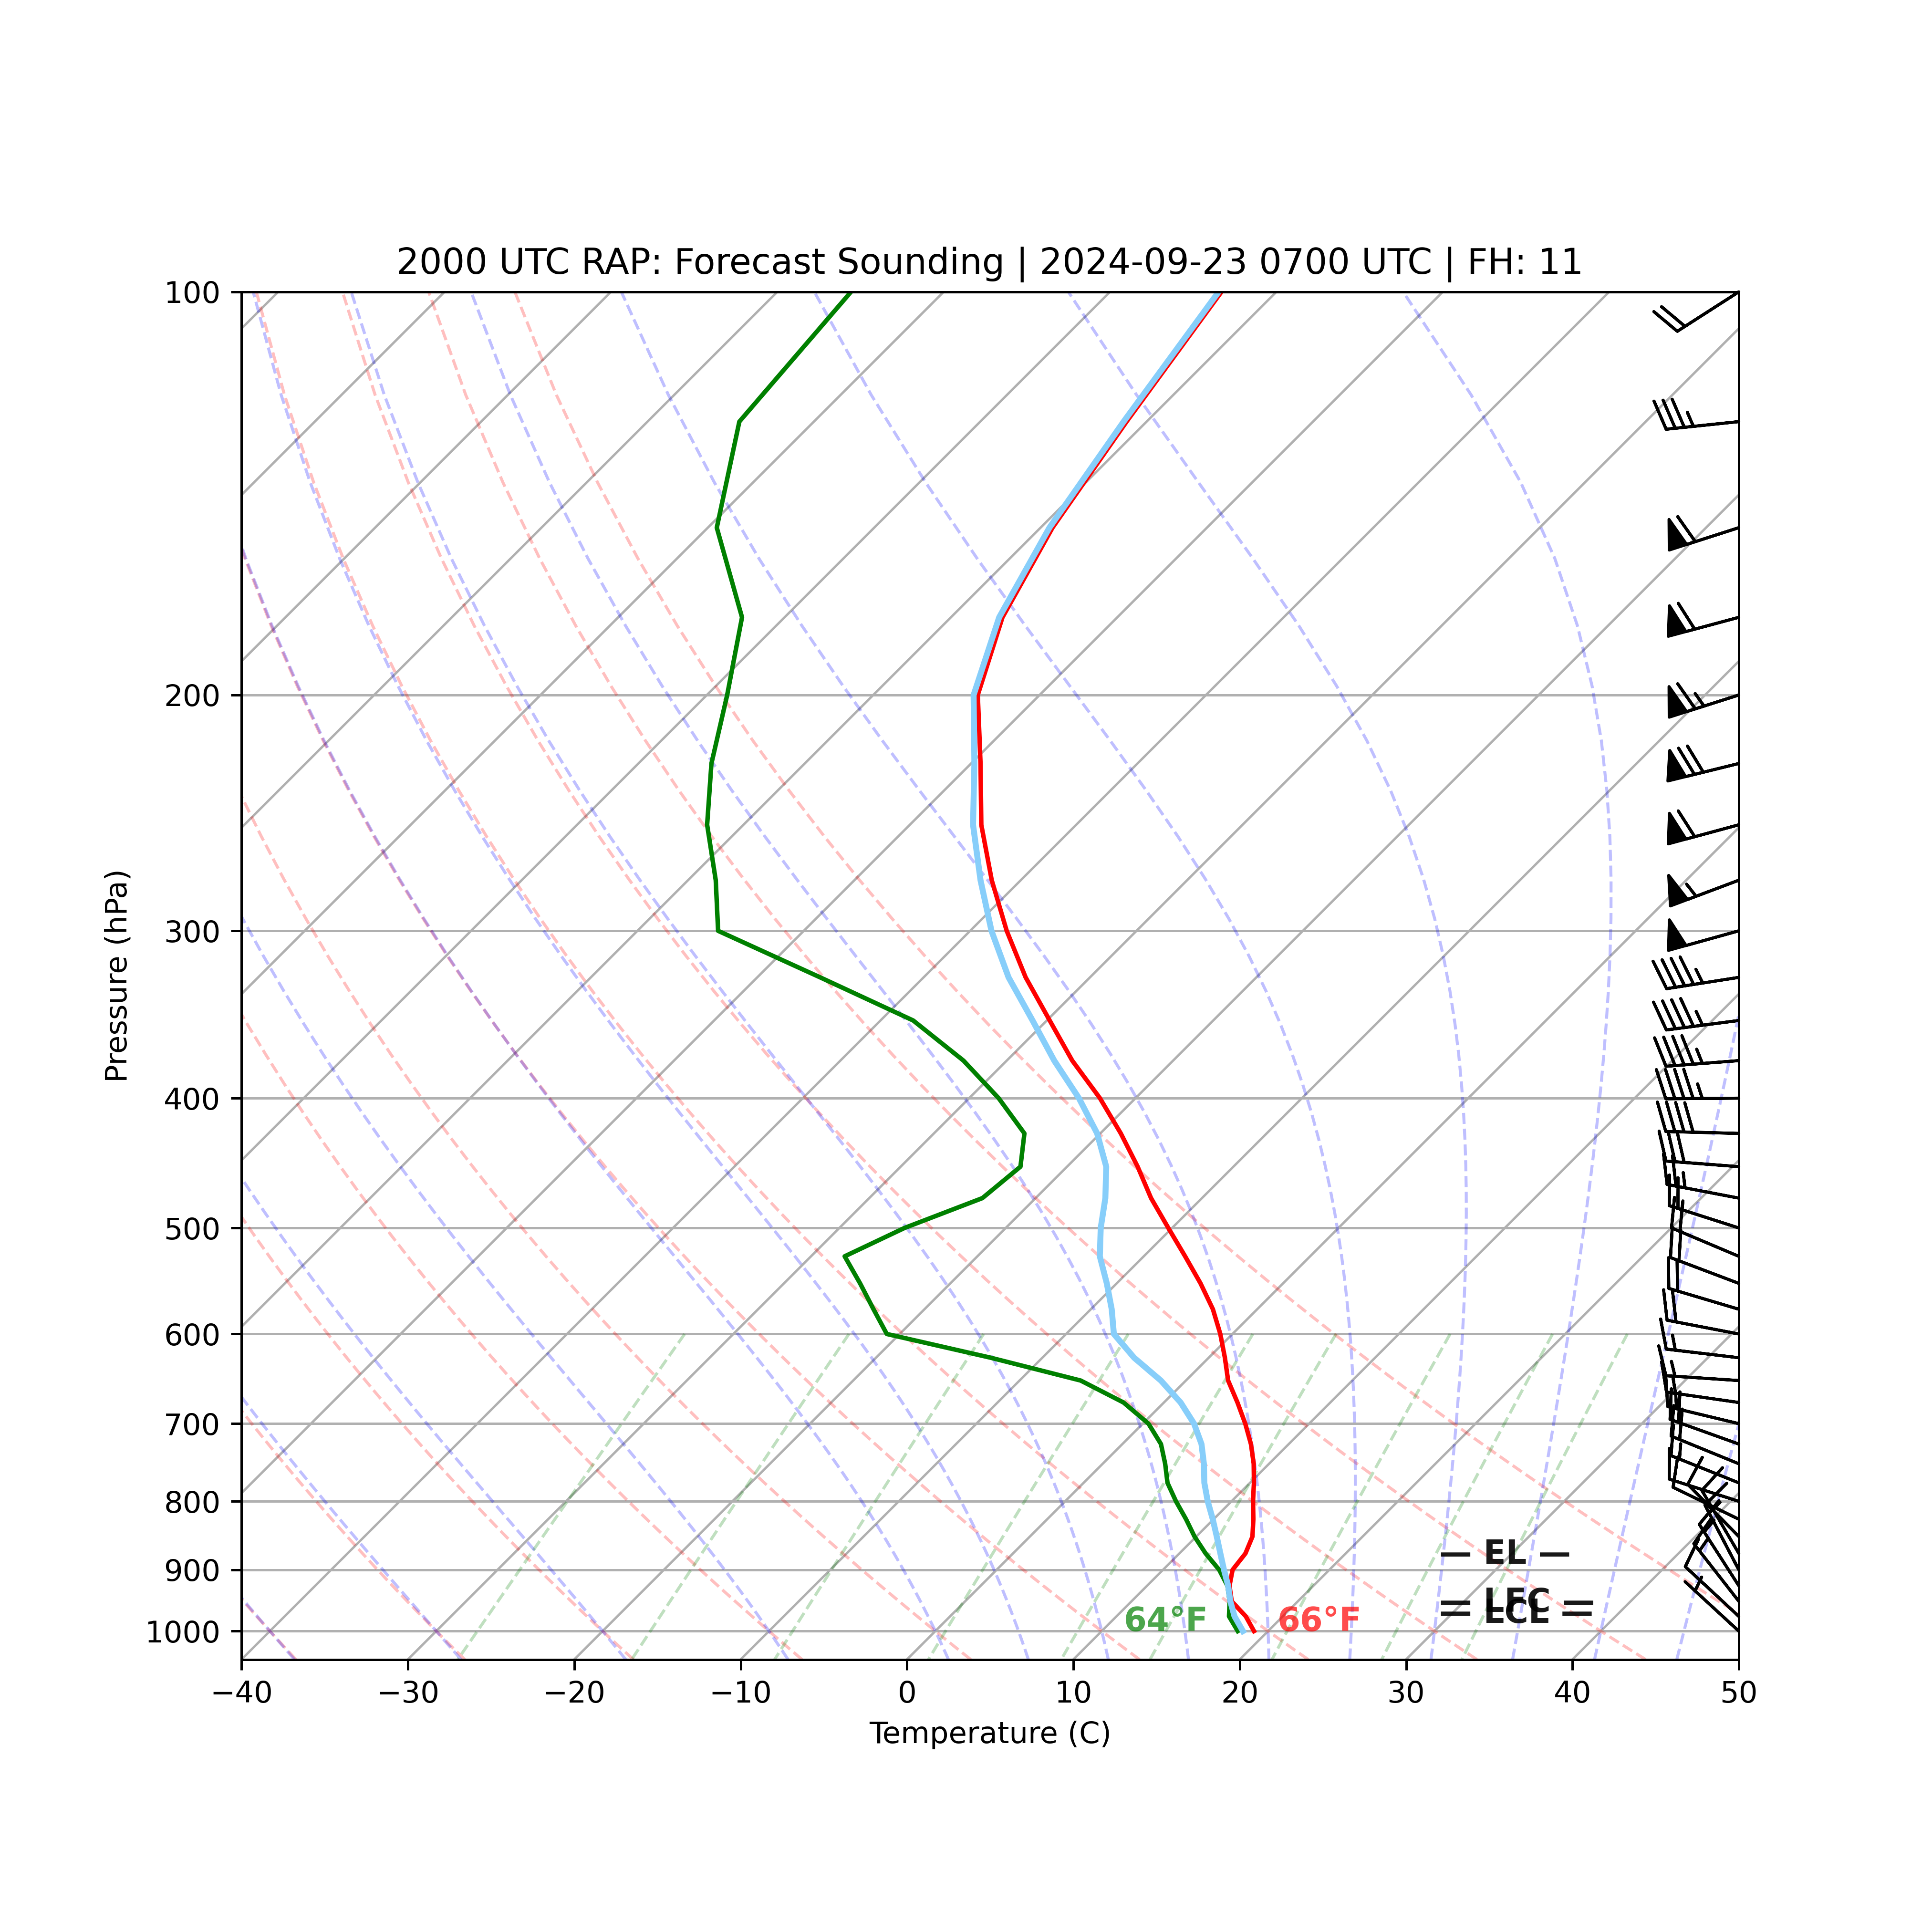 2000 UTC RAP: Forecast Sounding | 2024-09-23 0700 UTC | FH: 11
100
200
300
400
500
600
700
800
900
1000
Pressure (hPa)
— EL —
— LFC —
— LCL —
64°F 66°F
−40 −30 −20 −10 0 10 20 30 40 50
Temperature (C)